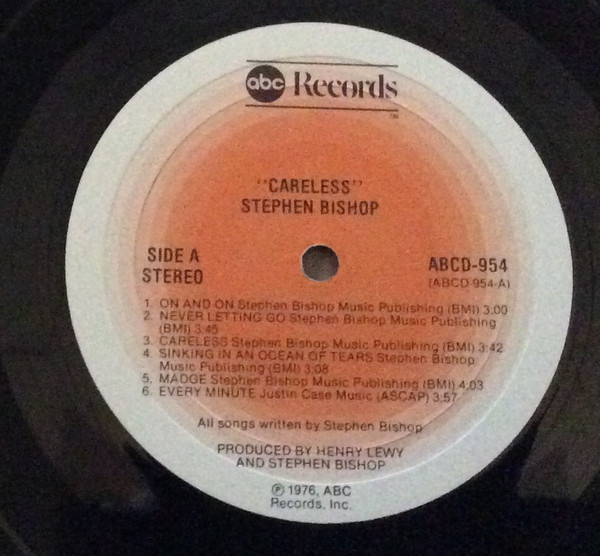 abc Records
TM
"CARELESS"
STEPHEN BISHOP
SIDE A
STEREO
ABCD-954
(ABCD-954-A)
1. ON AND ON Stephen Bishop Music Publishing (BMI) 3:00
2. NEVER LETTING GO Stephen Bishop Music Publishing
(BMI) 3:45
3. CARELESS Stephen Bishop Music Publishing (BMI) 3:42
4. SINKING IN AN OCEAN OF TEARS Stephen Bishop
Music Publishing (BMI) 3:08
5. MADGE Stephen Bishop Music Publishing (BMI) 4:03
6. EVERY MINUTE Justin Case Music (ASCAP) 3:57
All songs written by Stephen Bishop
PRODUCED BY HENRY LEWY
AND STEPHEN BISHOP
℗ 1976, ABC
Records, Inc.